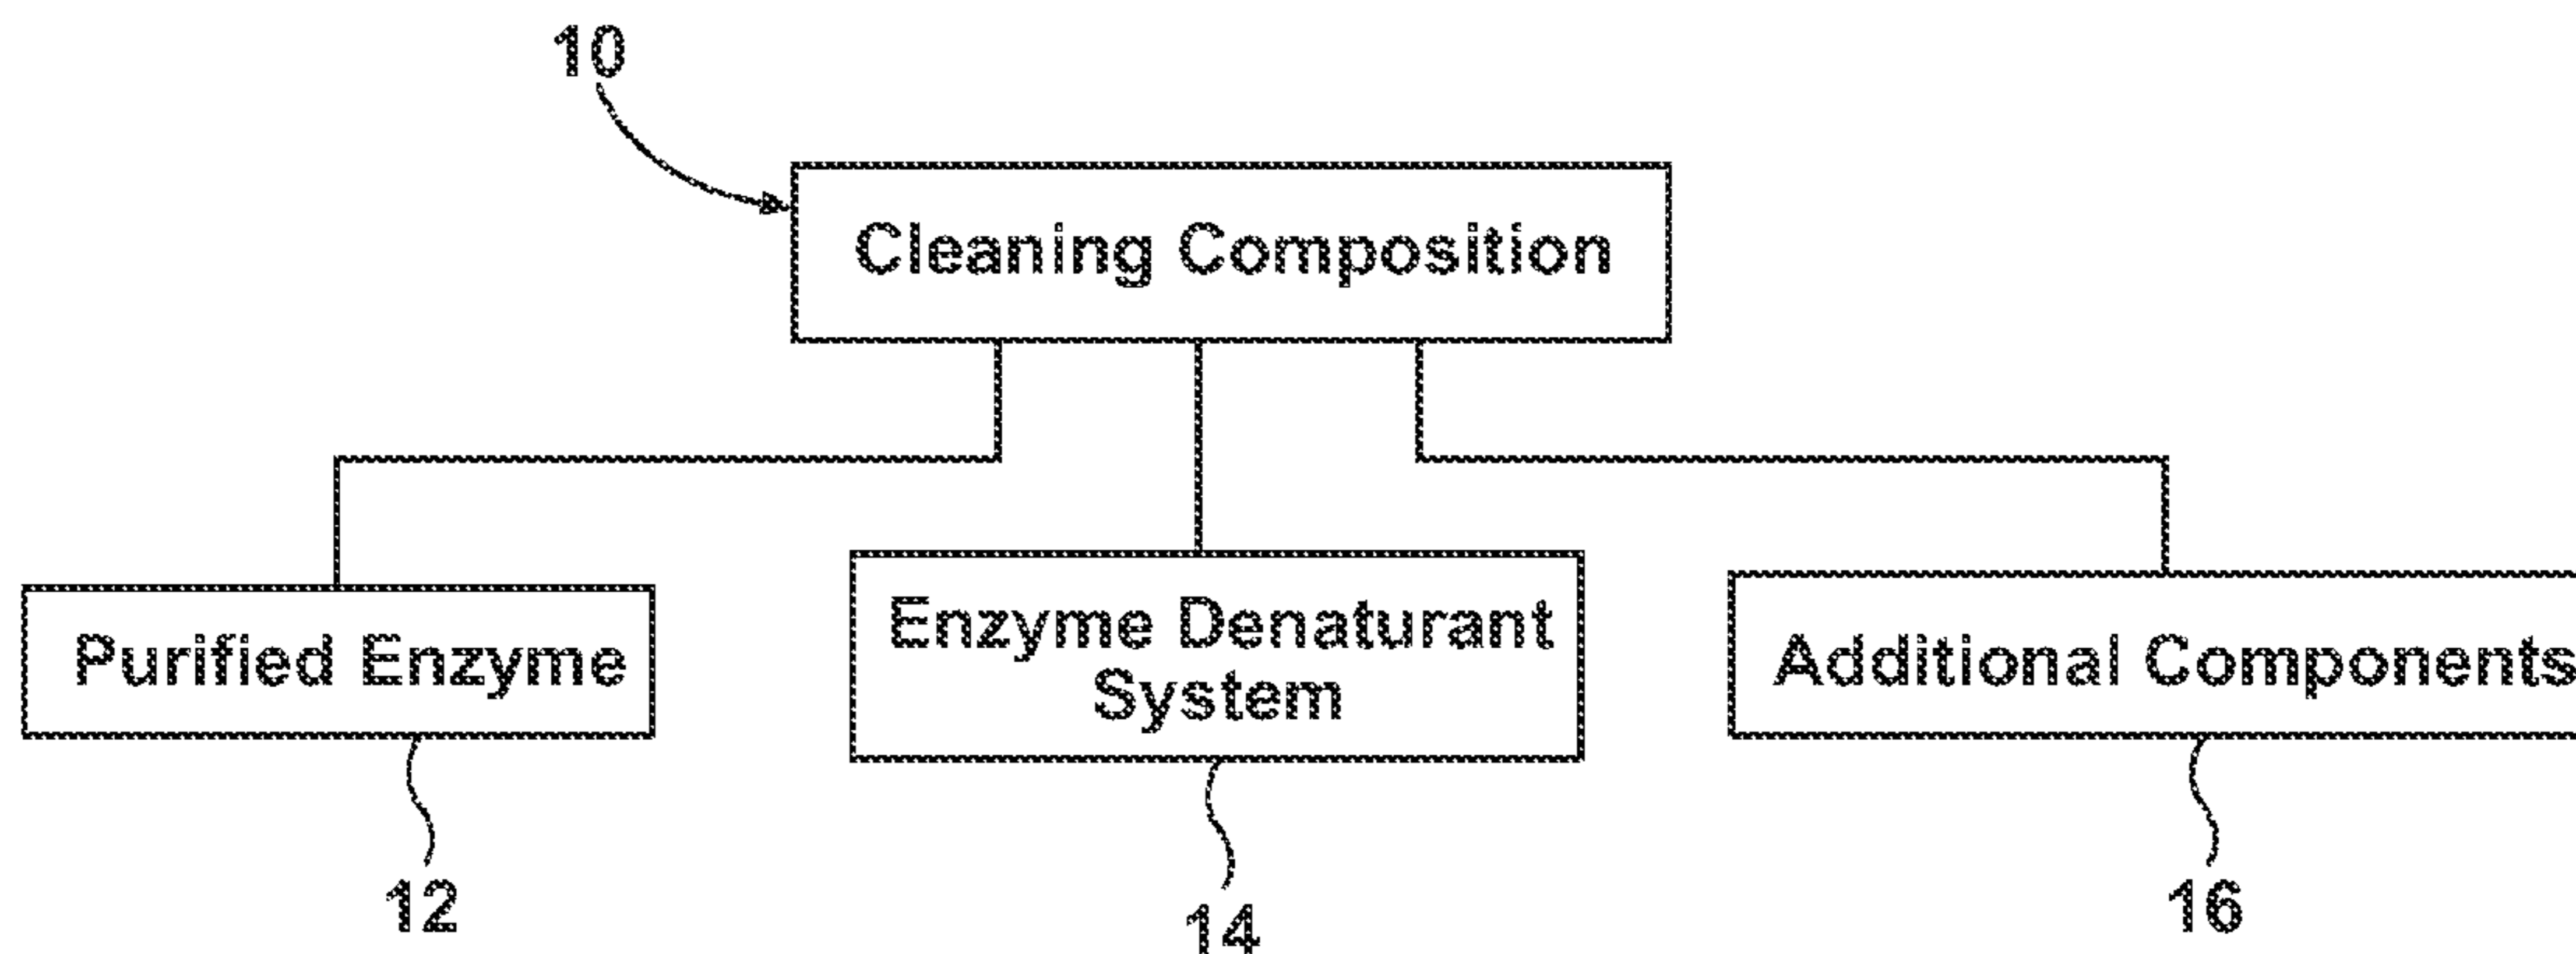 10
Cleaning Composition
Purified Enzyme
Enzyme Denaturant
System
Additional Components
12
14
16